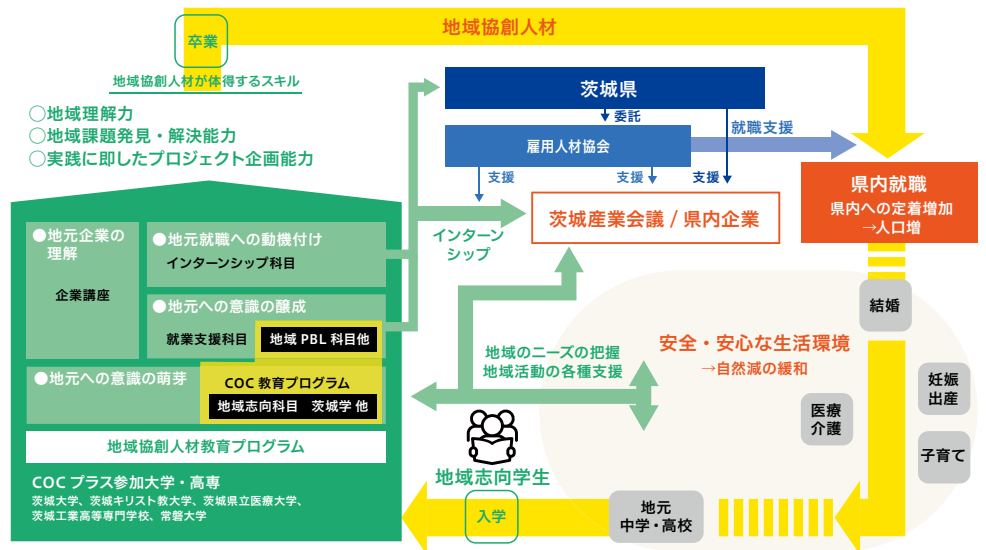 地域協創人材
卒業
地域協創人材が体得するスキル
○地域理解力
○地域課題発見・解決能力
○実践に即したプロジェクト企画能力
茨城県
委託
雇用人材協会
就職支援
支援
支援
支援
県内就職
県内への定着増加
→人口増
茨城産業会議 / 県内企業
インターン
シップ
●地元企業の
理解
企業講座
●地元就職への動機付け
インターンシップ科目
●地元への意識の醸成
就業支援科目
地域 PBL 科目他
●地元への意識の萌芽
COC 教育プログラム
地域志向科目 茨城学 他
地域協創人材教育プログラム
COC プラス参加大学・高専
茨城大学、茨城キリスト教大学、茨城県立医療大学、
茨城工業高等専門学校、常磐大学
地域のニーズの把握
地域活動の各種支援
地域志向学生
入学
結婚
安全・安心な生活環境
→自然減の緩和
妊娠
出産
医療
介護
子育て
地元
中学・高校